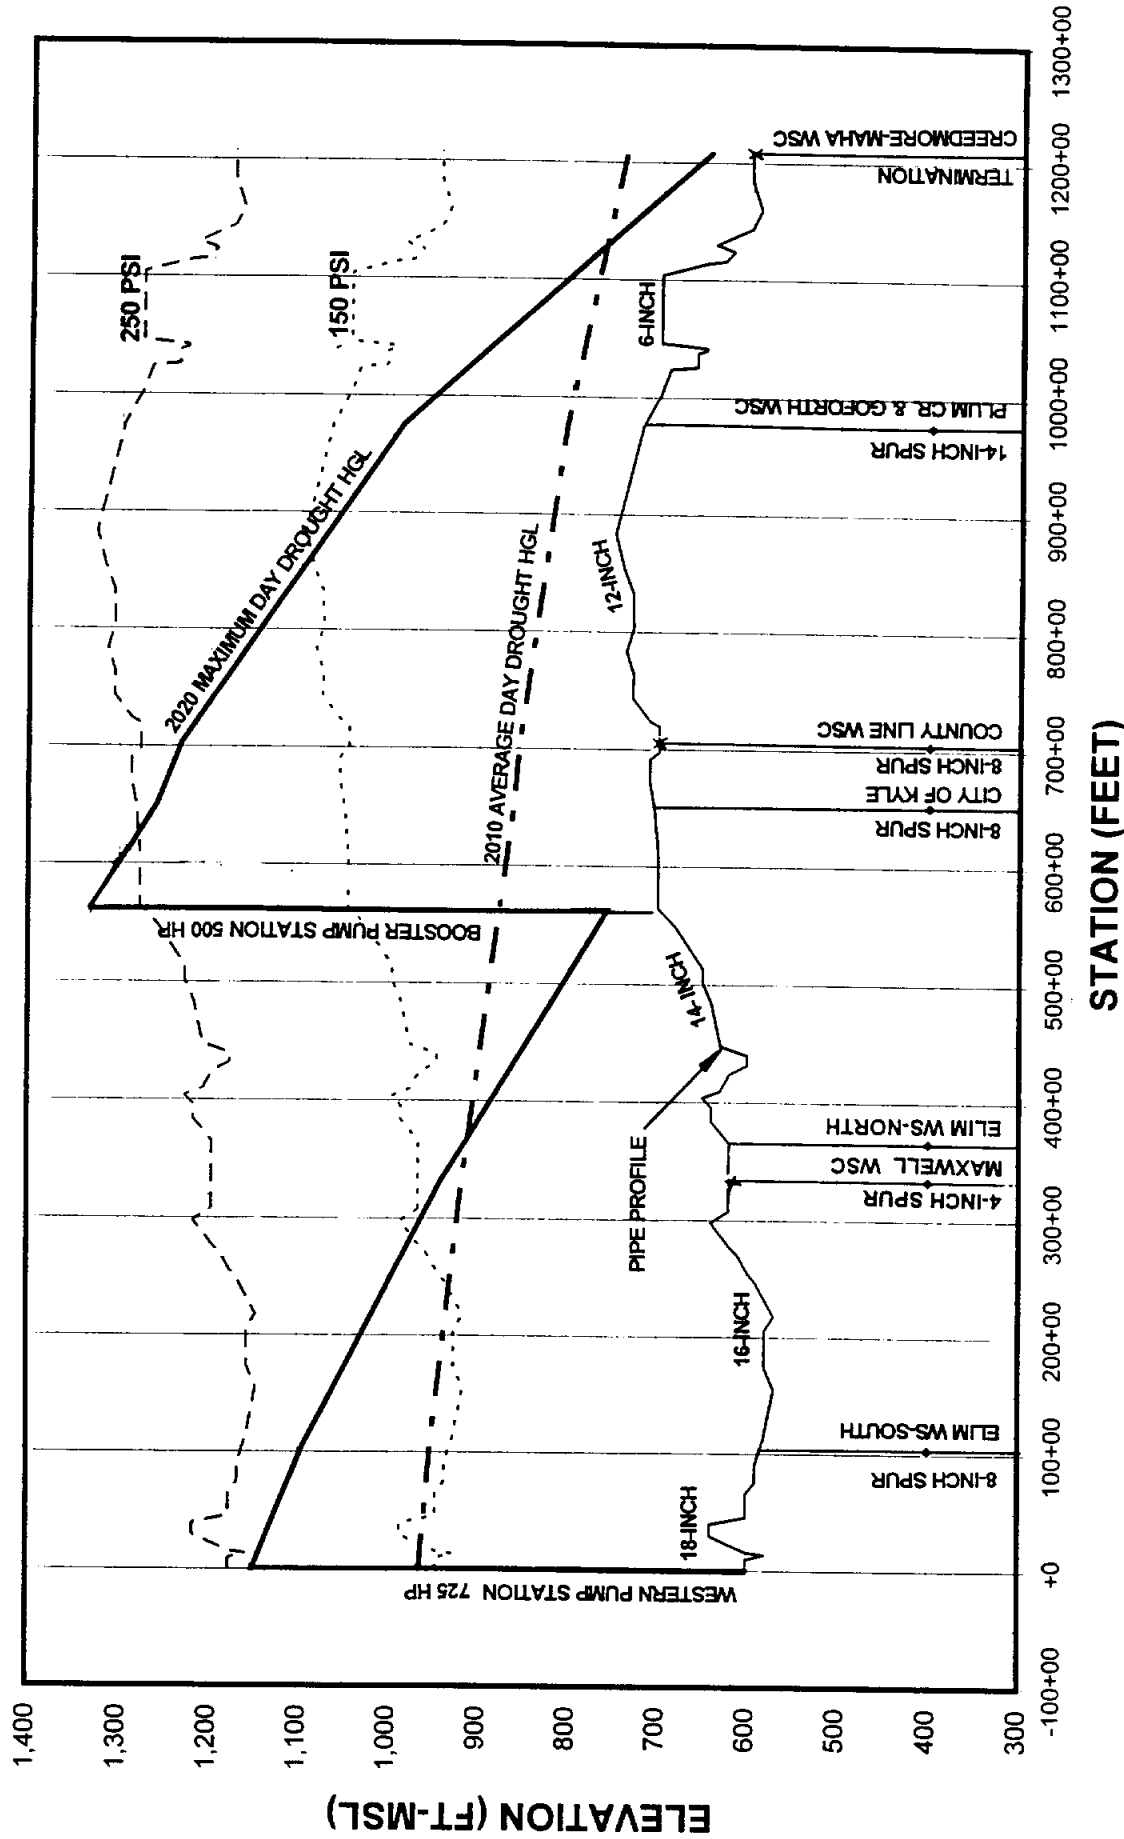 ELEVATION (FT-MSL)
1,400
1,300
1,200
1,100
1,000
900
800
700
600
500
400
300
250 PSI
150 PSI
2020 MAXIMUM DAY DROUGHT HGL
2010 AVERAGE DAY DROUGHT HGL
WESTERN PUMP STATION 725 HP
BOOSTER PUMP STATION 500 HP
PIPE PROFILE
18-INCH
16-INCH
14-INCH
12-INCH
6-INCH
8-INCH SPUR
ELIM WS-SOUTH
4-INCH SPUR
MAXWELL WSC
ELIM WS-NORTH
8-INCH SPUR
CITY OF KYLE
8-INCH SPUR
COUNTY LINE WSC
14-INCH SPUR
PLUM CR. & GOFORTH WSC
TERMINATION
CREEDMORE-MAHA WSC
-100+00
+0
100+00
200+00
300+00
400+00
500+00
600+00
700+00
800+00
900+00
1000+00
1100+00
1200+00
1300+00
STATION (FEET)